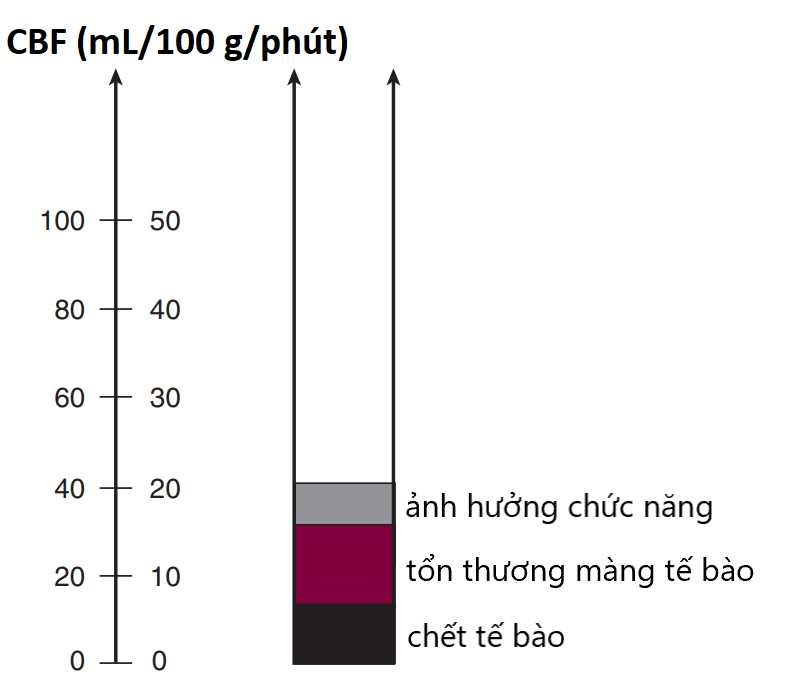 CBF (mL/100 g/phút)
100 50
80 40
60 30
40 20
ảnh hưởng chức năng
20 10
tổn thương màng tế bào
chết tế bào
0 0